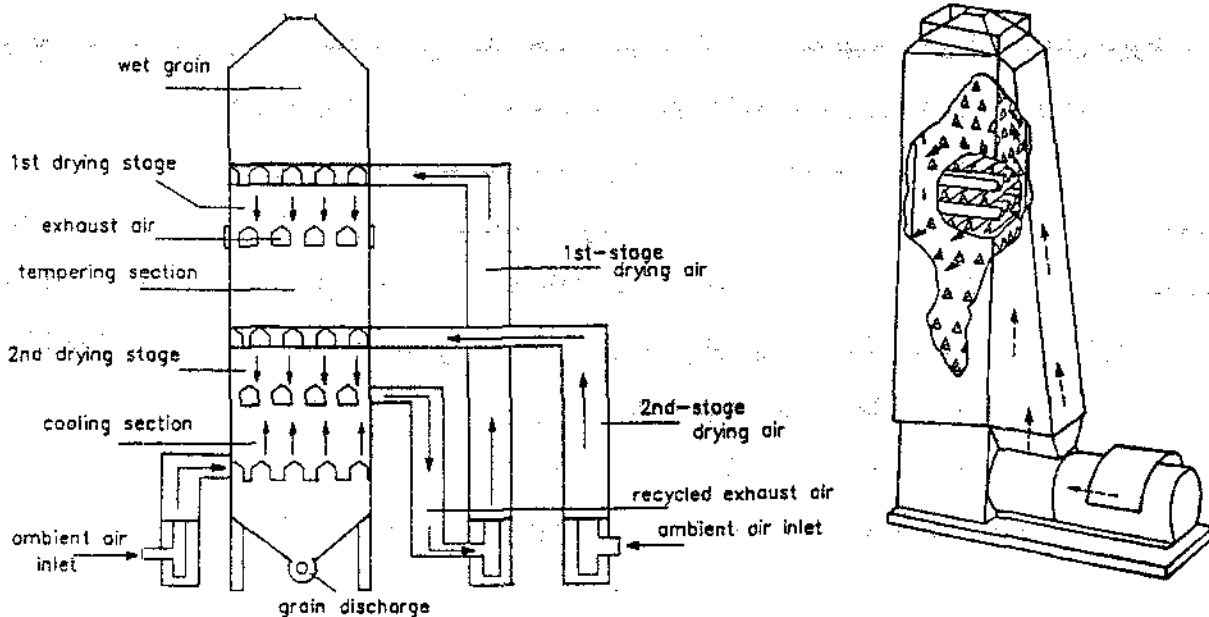 wet grain
1st drying stage
exhaust air
tempering section
1st-stage
drying air
2nd drying stage
cooling section
2nd-stage
drying air
recycled exhaust air
ambient air
inlet
ambient air inlet
grain discharge